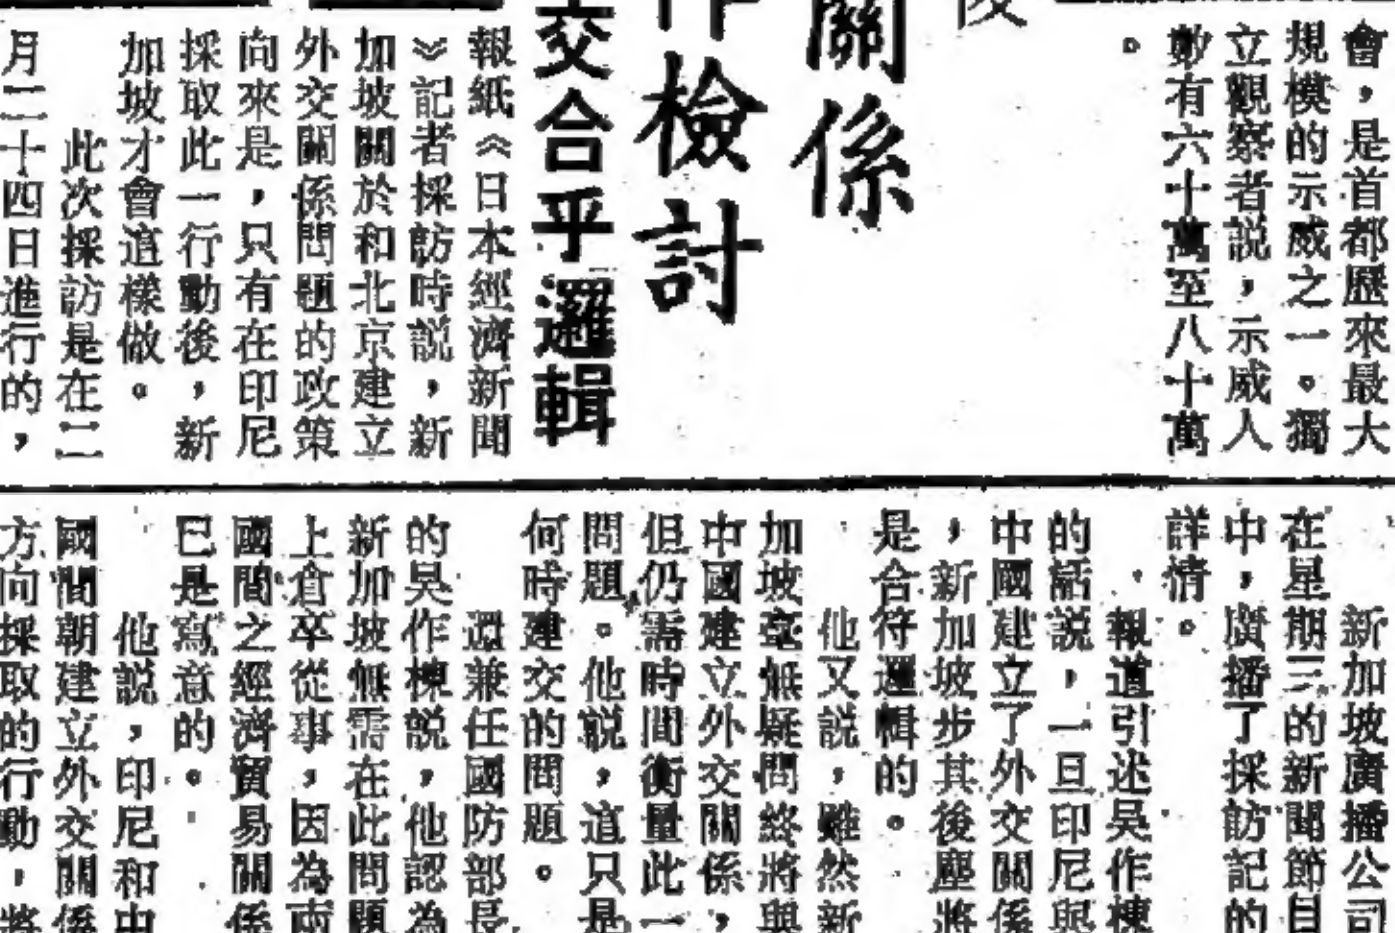 會，是首都歷來最大
規模的示威之一。獨
立觀察者説，示威人
數有六十萬至八十萬
。
關係
作檢討
交合乎邏輯
報紙《日本經濟新聞
》記者採訪時説，新
加坡關於和北京建立
外交關係問題的政策
向來是，只有在印尼
採取此一行動後，新
加坡才會這樣做。
此次採訪是在二
月二十四日進行的，
新加坡廣播公司
在星期三的新聞節目
中，廣播了採訪記的
詳情。
報道引述吳作棟
的話説，一旦印尼與
中國建立了外交關係
，新加坡步其後塵將
是合符邏輯的。
他又説，雖然新
加坡毫無疑問終將與
中國建立外交關係，
但仍需時間衡量此一
問題。他説，這只是
何時建交的問題。
還兼任國防部長
的吳作棟説，他認為
新加坡無需在此問題
上倉卒從事，因為兩
國間之經濟貿易關係
已是寫意的。
他説，印尼和中
國間朝建立外交關係
方向採取的行動，將